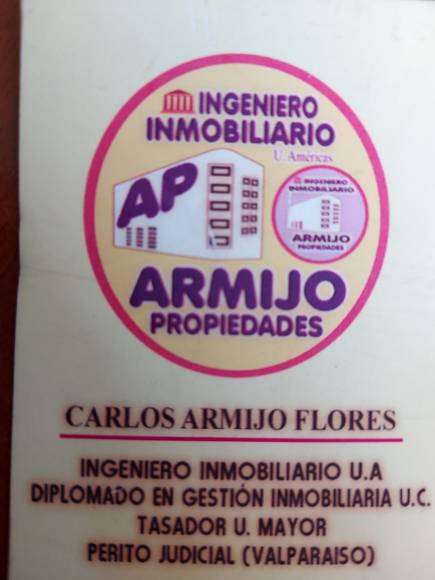 INGENIERO
INMOBILIARIO
U. Américas
AP
INGENIERO
INMOBILIARIO
ARMIJO
PROPIEDADES
ARMIJO
PROPIEDADES
CARLOS ARMIJO FLORES
INGENIERO INMOBILIARIO U.A
DIPLOMADO EN GESTIÓN INMOBILIARIA U.C.
TASADOR U. MAYOR
PERITO JUDICIAL (VALPARAISO)